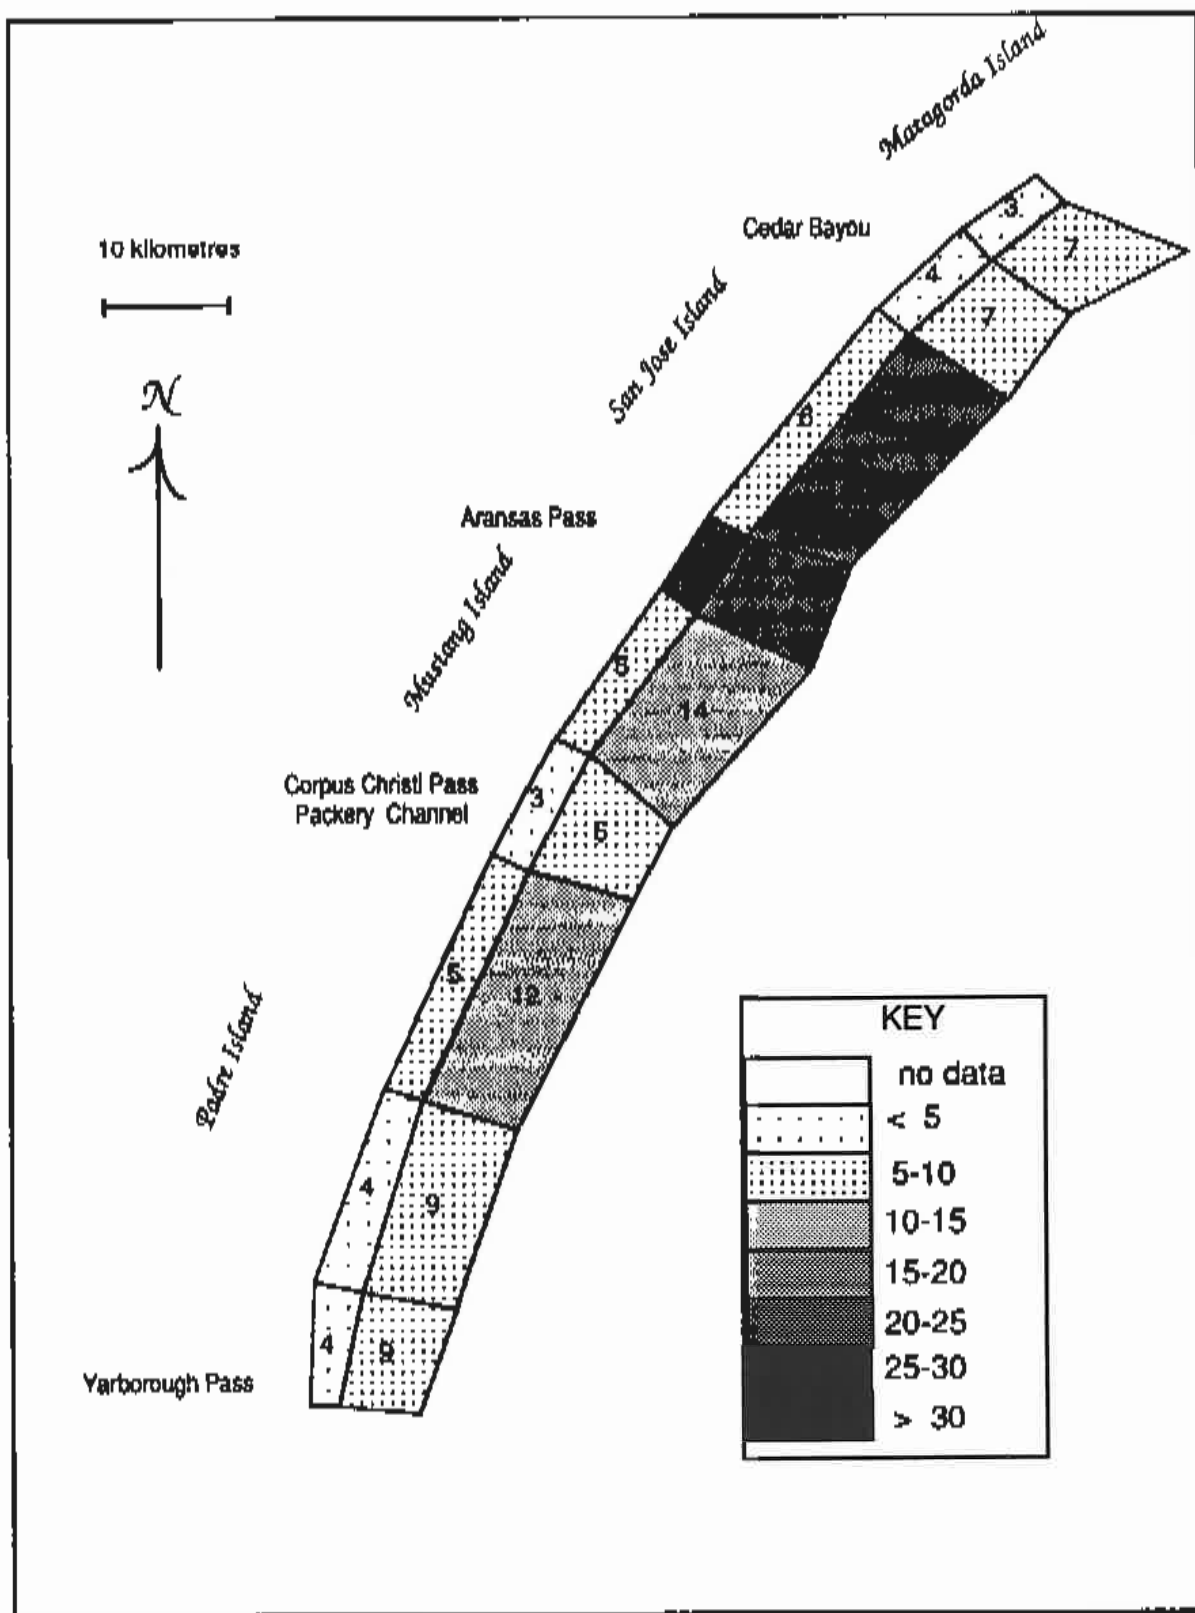 Matagorda Island
Cedar Bayou
10 kilometres
San Jose Island
N
Aransas Pass
Mustang Island
Corpus Christi Pass
Packery Channel
Padre Island
Yarborough Pass
3
7
4
7
6
14
3
5
5
12
4
9
4
KEY
no data
< 5
5-10
10-15
15-20
20-25
25-30
> 30